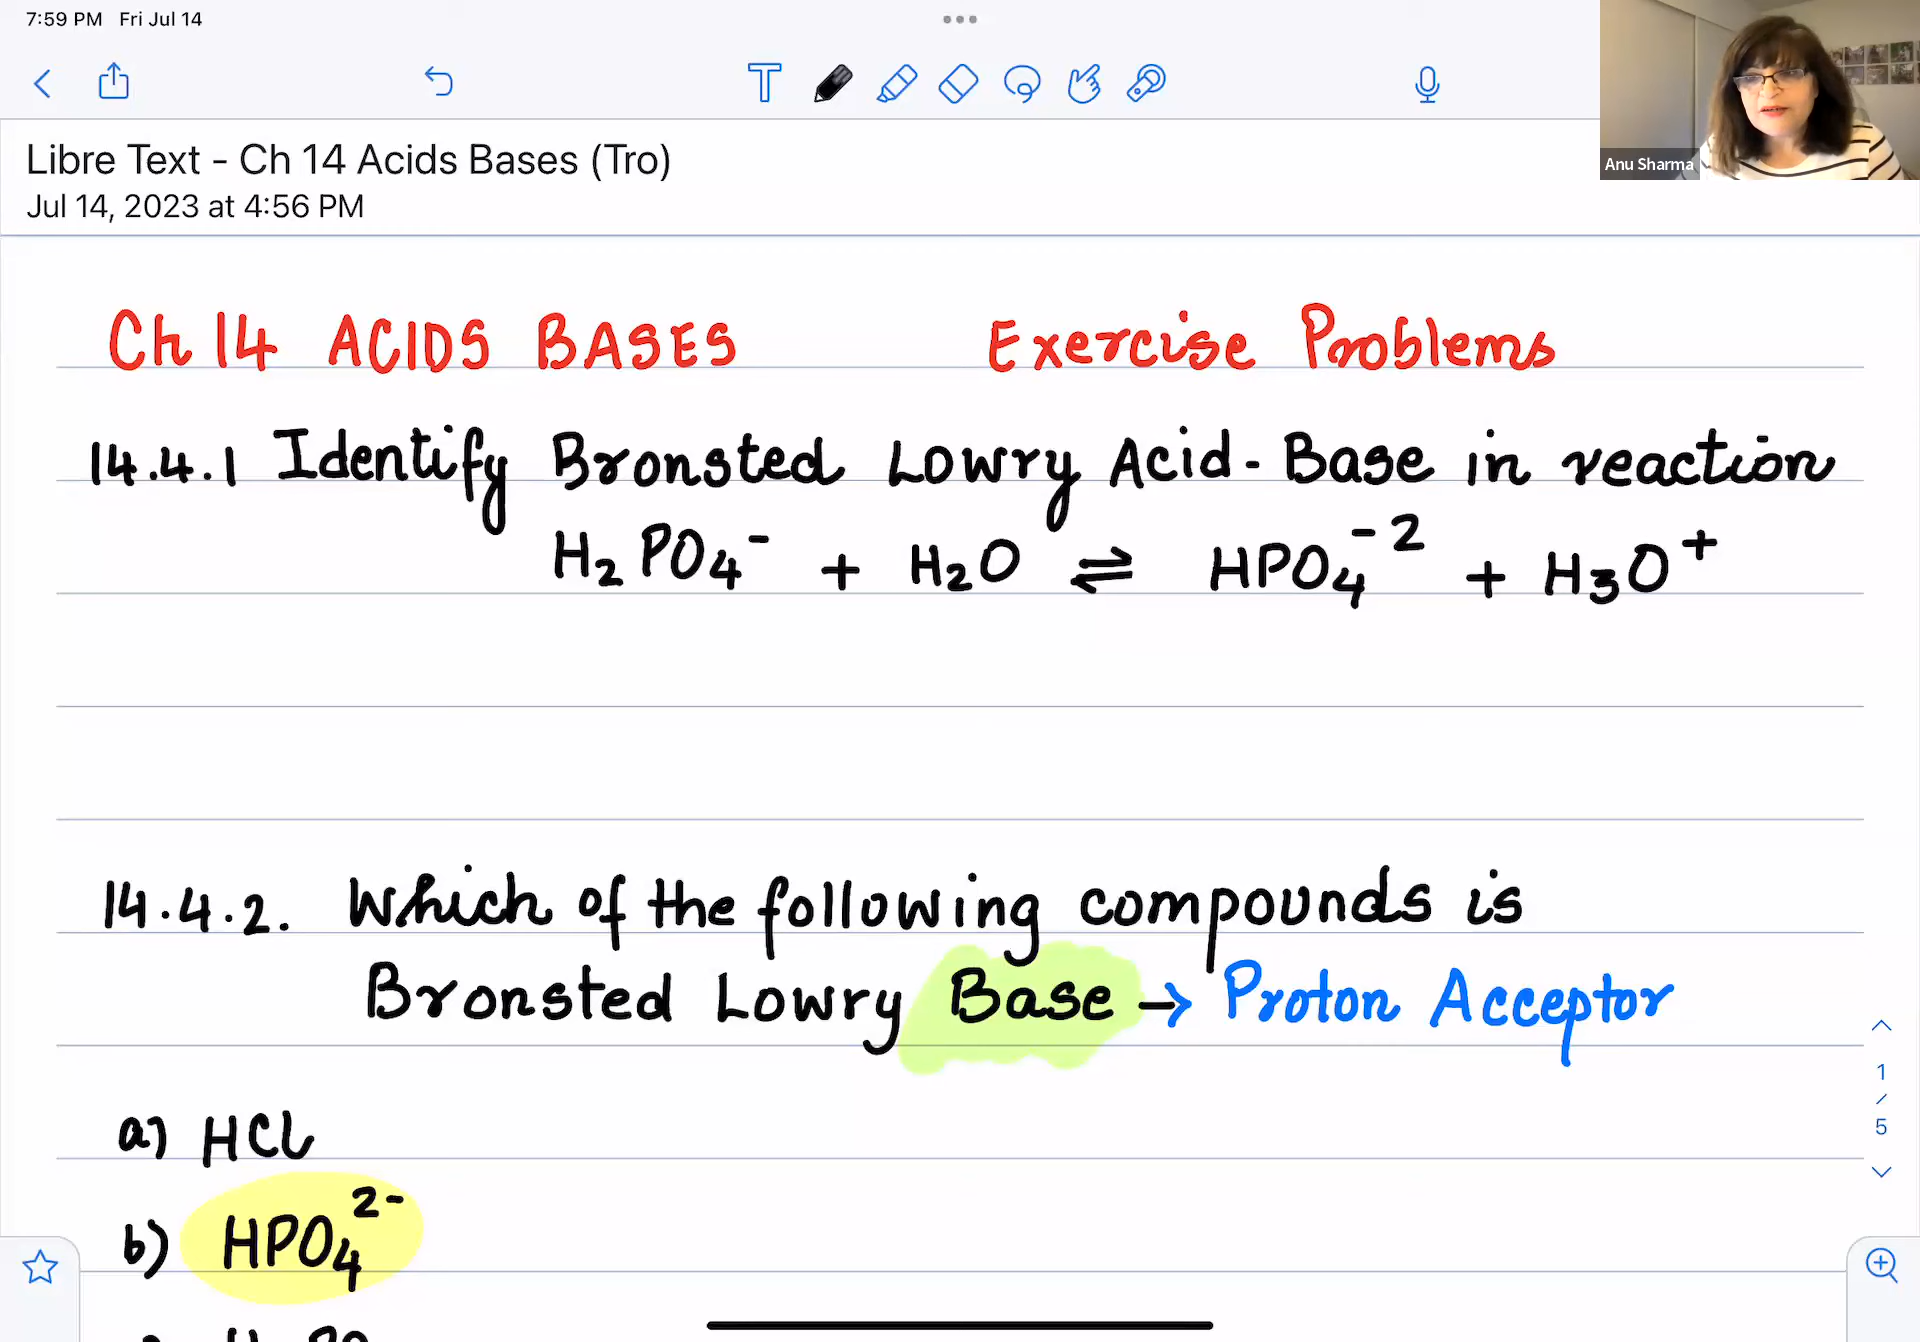 7:59 PM Fri Jul 14
Anu Sharma
Libre Text - Ch 14 Acids Bases (Tro)
Jul 14, 2023 at 4:56 PM
Ch 14 ACIDS BASES Exercise Problems
14.4.1 Identify Bronsted Lowry Acid-Base in reaction
H₂PO₄⁻ + H₂O ⇌ HPO₄⁻² + H₃O⁺
14.4.2. Which of the following compounds is
Bronsted Lowry Base → Proton Acceptor
1
/
5
a) HCl
b) HPO₄²⁻